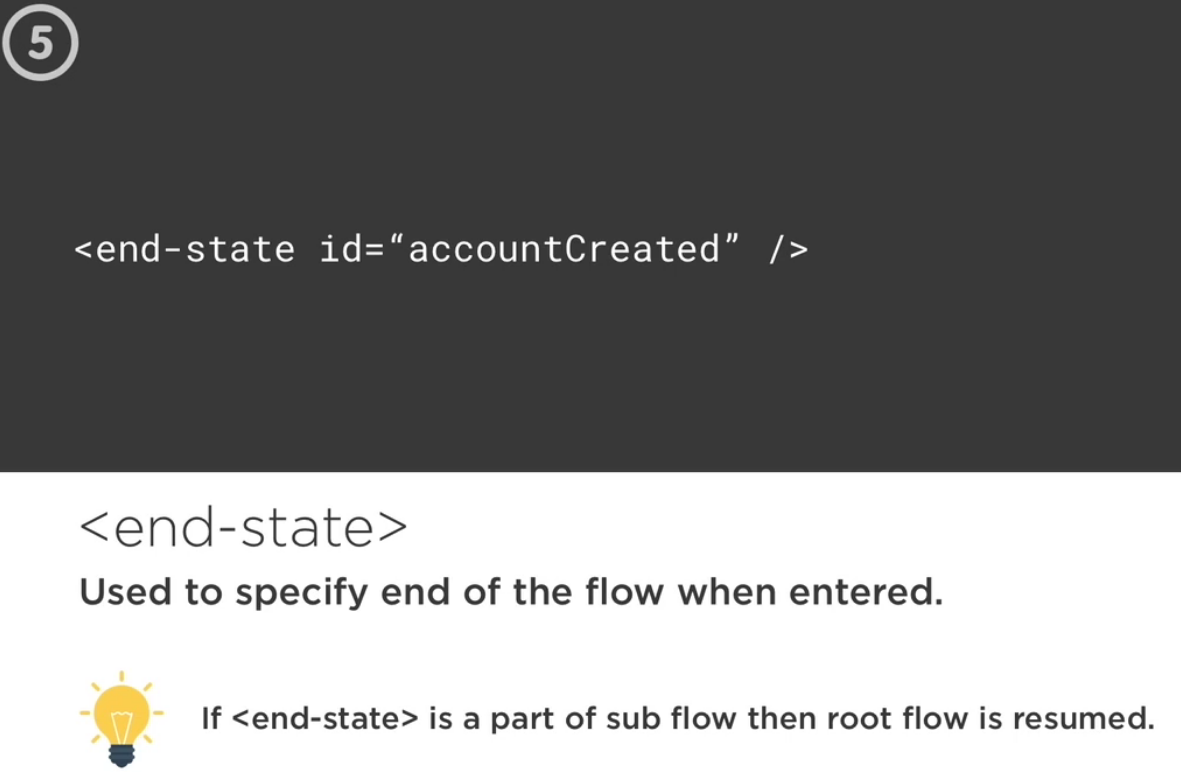 5
<end-state id=“accountCreated” />
<end-state>
Used to specify end of the flow when entered.
If <end-state> is a part of sub flow then root flow is resumed.